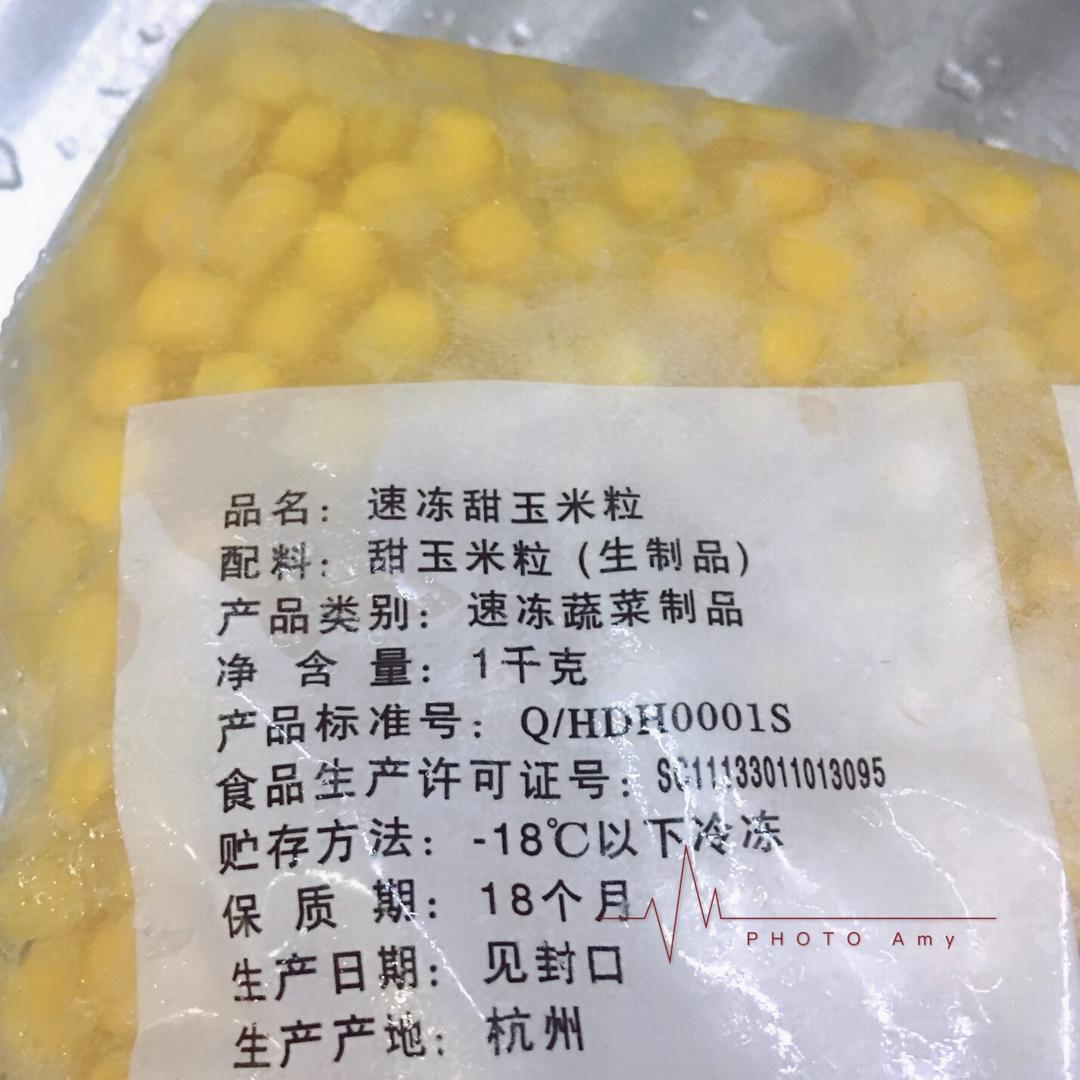 品名：速冻甜玉米粒
配料：甜玉米粒（生制品）
产品类别：速冻蔬菜制品
净含量：1千克
产品标准号：Q/HDH0001S
食品生产许可证号：SC11133011013095
贮存方法：-18℃以下冷冻
保质期：18个月
PHOTO Amy
生产日期：见封口
生产产地：杭州